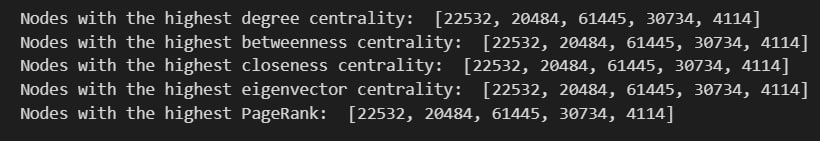 Nodes with the highest degree centrality:  [22532, 20484, 61445, 30734, 4114]
Nodes with the highest betweenness centrality:  [22532, 20484, 61445, 30734, 4114]
Nodes with the highest closeness centrality:  [22532, 20484, 61445, 30734, 4114]
Nodes with the highest eigenvector centrality:  [22532, 20484, 61445, 30734, 4114]
Nodes with the highest PageRank:  [22532, 20484, 61445, 30734, 4114]